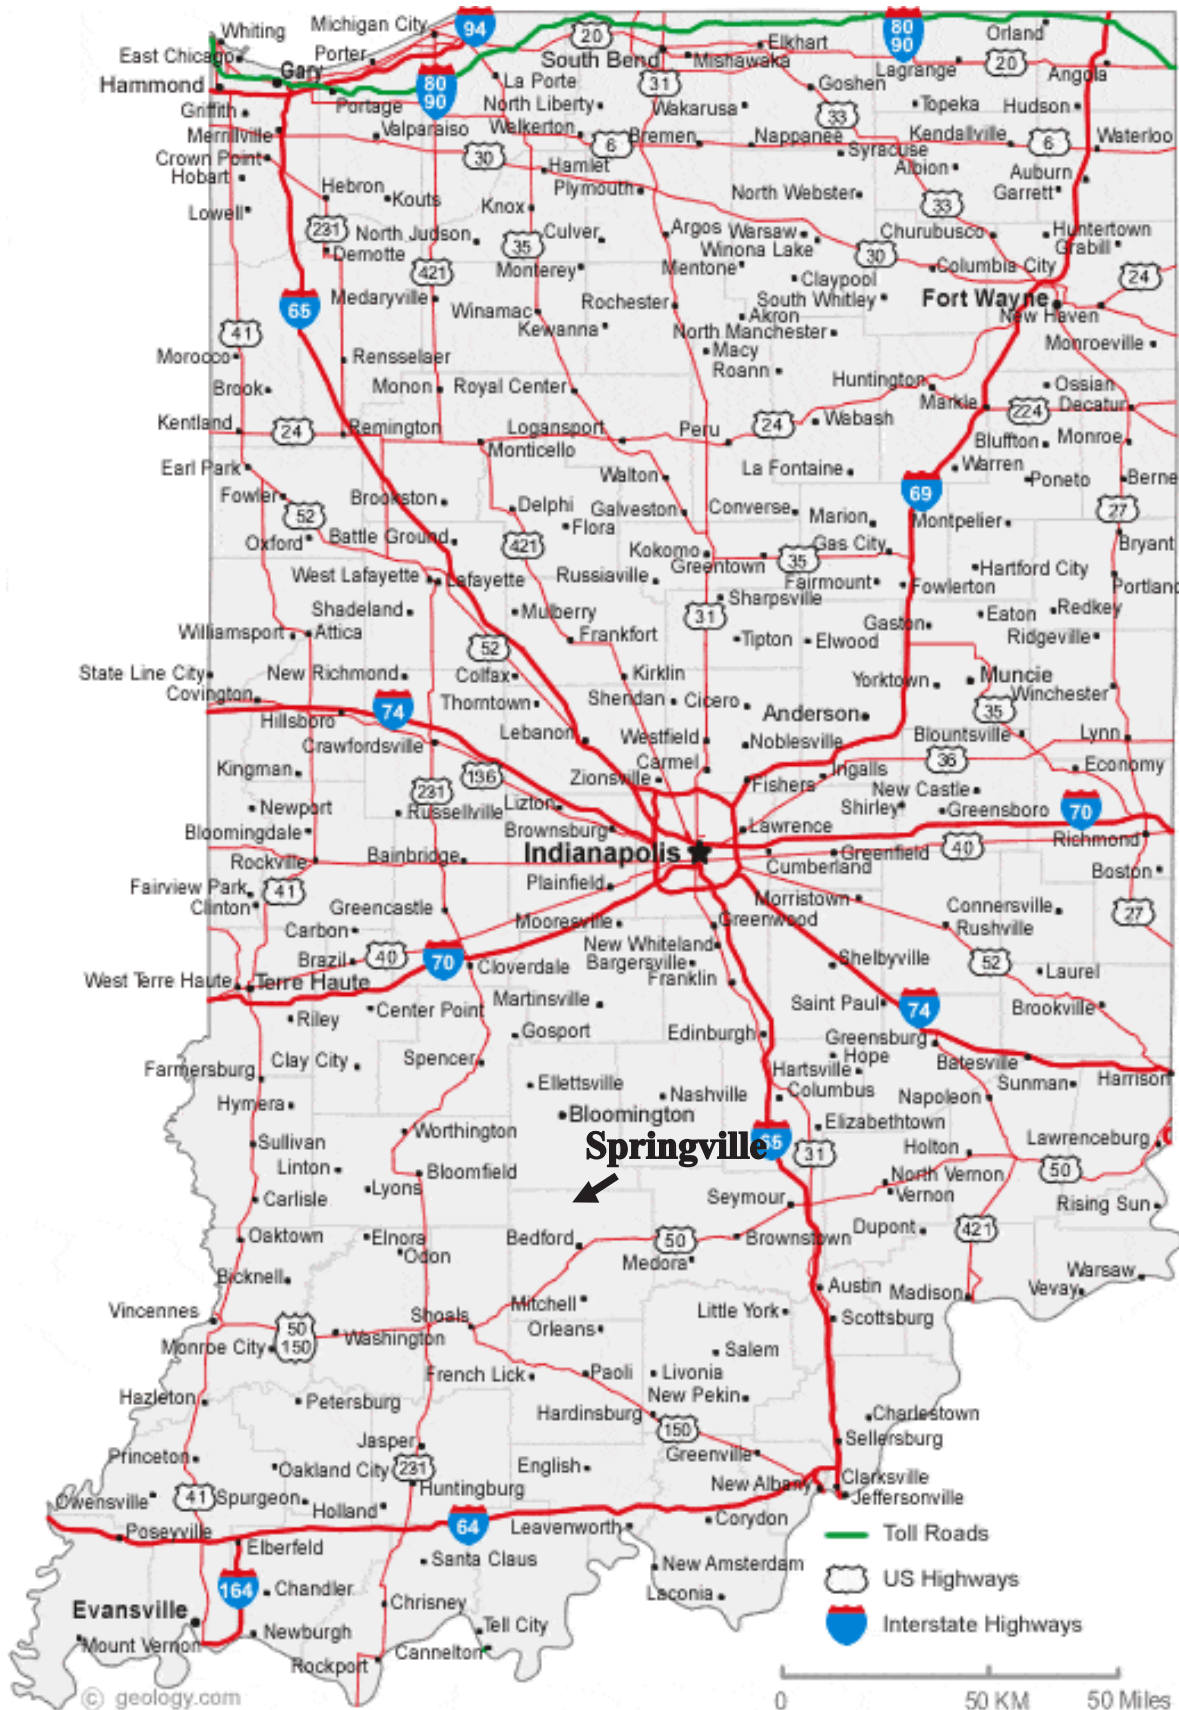 Whiting
Michigan City
94
20
80
90
Orland
East Chicago
Porter
Elkhart
South Bend
Mishawaka
Lagrange
20
Angola
Hammond
Gary
80
90
La Porte
31
Goshen
Griffith
Portage
North Liberty
Wakarusa
33
Topeka
Hudson
Merrillville
Valparaiso
Walkerton
6
Bremen
Nappanee
Kendallville
6
Waterloo
Crown Point
30
Hamlet
Syracuse
Albion
Auburn
Hobart
Hebron
Kouts
Plymouth
North Webster
Garrett
Lowell
Knox
33
231
North Judson
35
Culver
Argos
Warsaw
Churubusco
Huntertown
Demotte
421
Winona Lake
30
Grabill
Monterey
Mentone
Claypool
Columbia City
24
65
Medaryville
Winamac
Rochester
South Whitley
Fort Wayne
Kewanna
Akron
New Haven
41
North Manchester
Monroeville
Morocco
Rensselaer
Macy
Roann
Brook
Monon
Royal Center
Huntington
Ossian
Markle
224
Decatur
Kentland
24
Remington
Logansport
Peru
24
Wabash
Monticello
Bluffton
Monroe
Earl Park
Walton
La Fontaine
Warren
Poneto
Berne
Fowler
Brookston
Delphi
Galveston
Converse
69
52
Flora
Marion
Montpelier
27
Oxford
Battle Ground
421
Kokomo
Greentown
35
Gas City
Bryant
West Lafayette
Lafayette
Russiaville
Fairmount
Fowlerton
Hartford City
Portland
Shadeland
Mulberry
Sharpsville
31
Eaton
Redkey
Williamsport
Attica
Frankfort
Tipton
Elwood
Gaston
Ridgeville
52
State Line City
New Richmond
Colfax
Kirklin
Yorktown
Muncie
Covington
Thorntown
Sheridan
Cicero
Winchester
74
Hillsboro
Anderson
35
Crawfordsville
Lebanon
Westfield
Noblesville
Blountsville
Lynn
Kingman
136
Zionsville
Carmel
Fishers
Ingalls
36
Economy
231
Newport
Russellville
Lizton
Shirley
New Castle
Greensboro
70
Bloomingdale
Brownsburg
Lawrence
Richmond
Rockville
Bainbridge
Indianapolis
Cumberland
Greenfield
40
Fairview Park
41
Plainfield
Boston
Clinton
Greencastle
Morristown
Connersville
27
Carbon
Mooresville
Greenwood
Rushville
Brazil
40
70
New Whiteland
Bargersville
Shelbyville
52
Laurel
West Terre Haute
Terre Haute
Cloverdale
Franklin
Center Point
Martinsville
Saint Paul
74
Brookville
Riley
Gosport
Edinburgh
Greensburg
Clay City
Spencer
Hope
Batesville
Farmersburg
Hartsville
Sunman
Harrison
Ellettsville
Nashville
Columbus
Napoleon
Hymera
Bloomington
Sullivan
Worthington
Springville
65
Elizabethtown
31
Holton
Lawrenceburg
Linton
Bloomfield
50
Carlisle
Lyons
Seymour
North Vernon
Vernon
Rising Sun
Oaktown
Elnora
Bedford
50
Brownstown
Dupont
421
Odon
Medora
Bicknell
Warsaw
Mitchell
Austin
Madison
Vevay
Vincennes
Shoals
Little York
Scottsburg
50
150
Washington
Orleans
Monroe City
Salem
French Lick
Paoli
Livonia
Hazleton
Petersburg
New Pekin
Hardinsburg
Charlestown
Jasper
150
Sellersburg
Princeton
Oakland City
231
English
Greenville
Huntingburg
New Albany
Clarksville
Owensville
41
Spurgeon
Holland
Jeffersonville
Poseyville
64
Leavenworth
Corydon
Toll Roads
Elberfeld
Santa Claus
New Amsterdam
US Highways
164
Chandler
Laconia
Evansville
Chrisney
Interstate Highways
Newburgh
Tell City
Mount Vernon
Cannelton
Rockport
© geology.com
0
50 KM
50 Miles